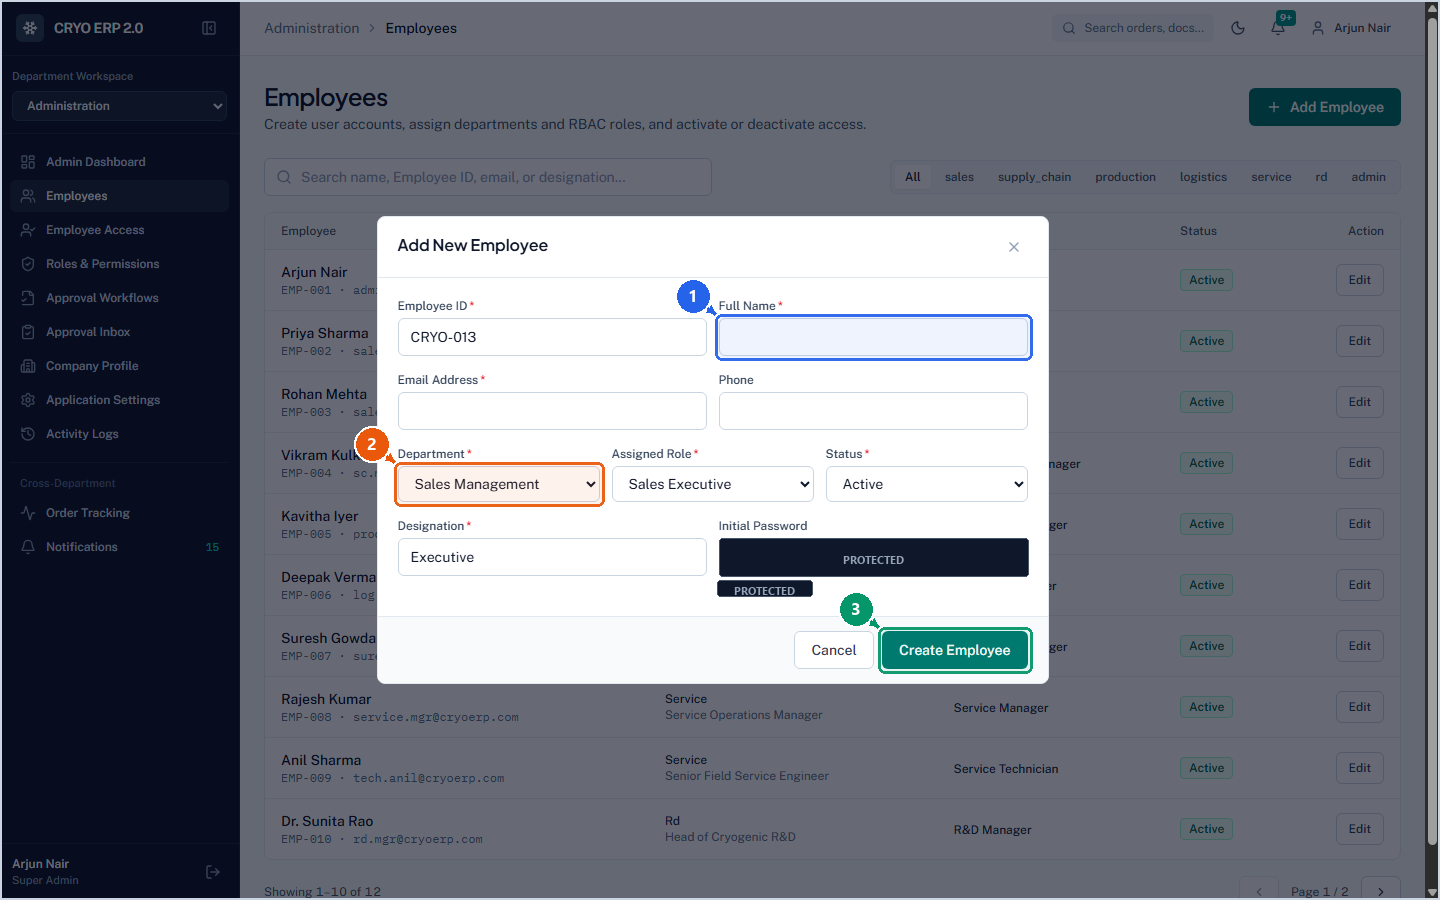 CRYO ERP 2.0
Department Workspace
Administration
Admin Dashboard
Employees
Employee Access
Roles & Permissions
Approval Workflows
Approval Inbox
Company Profile
Application Settings
Activity Logs
Cross-Department
Order Tracking
Notifications 15
Arjun Nair
Super Admin
Administration > Employees
Search orders, docs...
9+
Arjun Nair
Employees
Create user accounts, assign departments and RBAC roles, and activate or deactivate access.
+ Add Employee
Search name, Employee ID, email, or designation...
All sales supply_chain production logistics service rd admin
Employee Status Action
Arjun Nair
EMP-001 · Active Edit
Priya Sharma
EMP-002 · Active Edit
Rohan Mehta
EMP-003 · Active Edit
EMP-004 · Active Edit
Kavitha Iyer
EMP-005 · Active Edit
Deepak Verma
EMP-006 · Active Edit
Suresh Gowda
EMP-007 · Active Edit
Rajesh Kumar Service
EMP-008 · service.mgr@cryoerp.com Service Operations Manager Service Manager Active Edit
Anil Sharma Service
EMP-009 · tech.anil@cryoerp.com Senior Field Service Engineer Service Technician Active Edit
Dr. Sunita Rao Rd
EMP-010 · rd.mgr@cryoerp.com Head of Cryogenic R&D R&D Manager Active Edit
Showing 1–10 of 12 Page 1 / 2
Add New Employee
1
Employee ID * Full Name *
CRYO-013
Email Address * Phone
2
Department * Assigned Role * Status *
Sales Management Sales Executive Active
Designation * Initial Password
Executive PROTECTED
PROTECTED
3
Cancel Create Employee